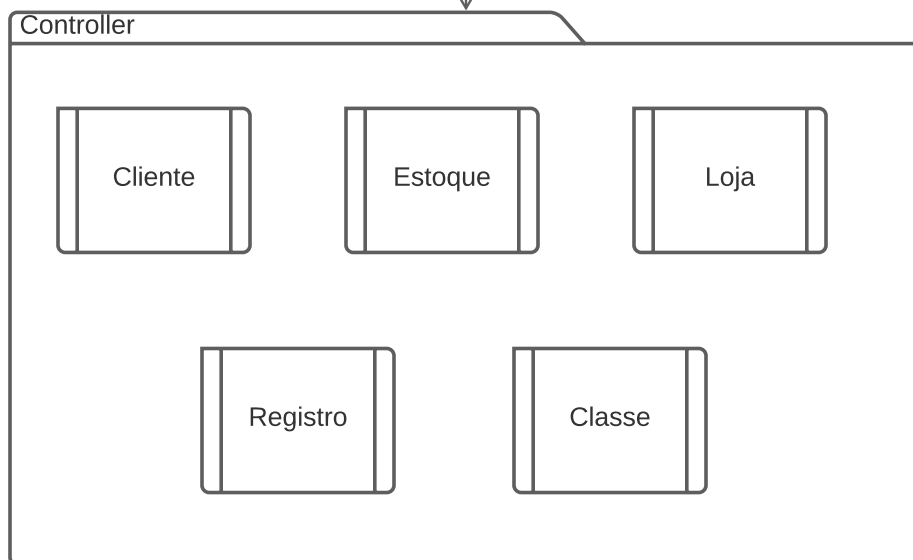 Controller
Cliente
Estoque
Loja
Registro
Classe